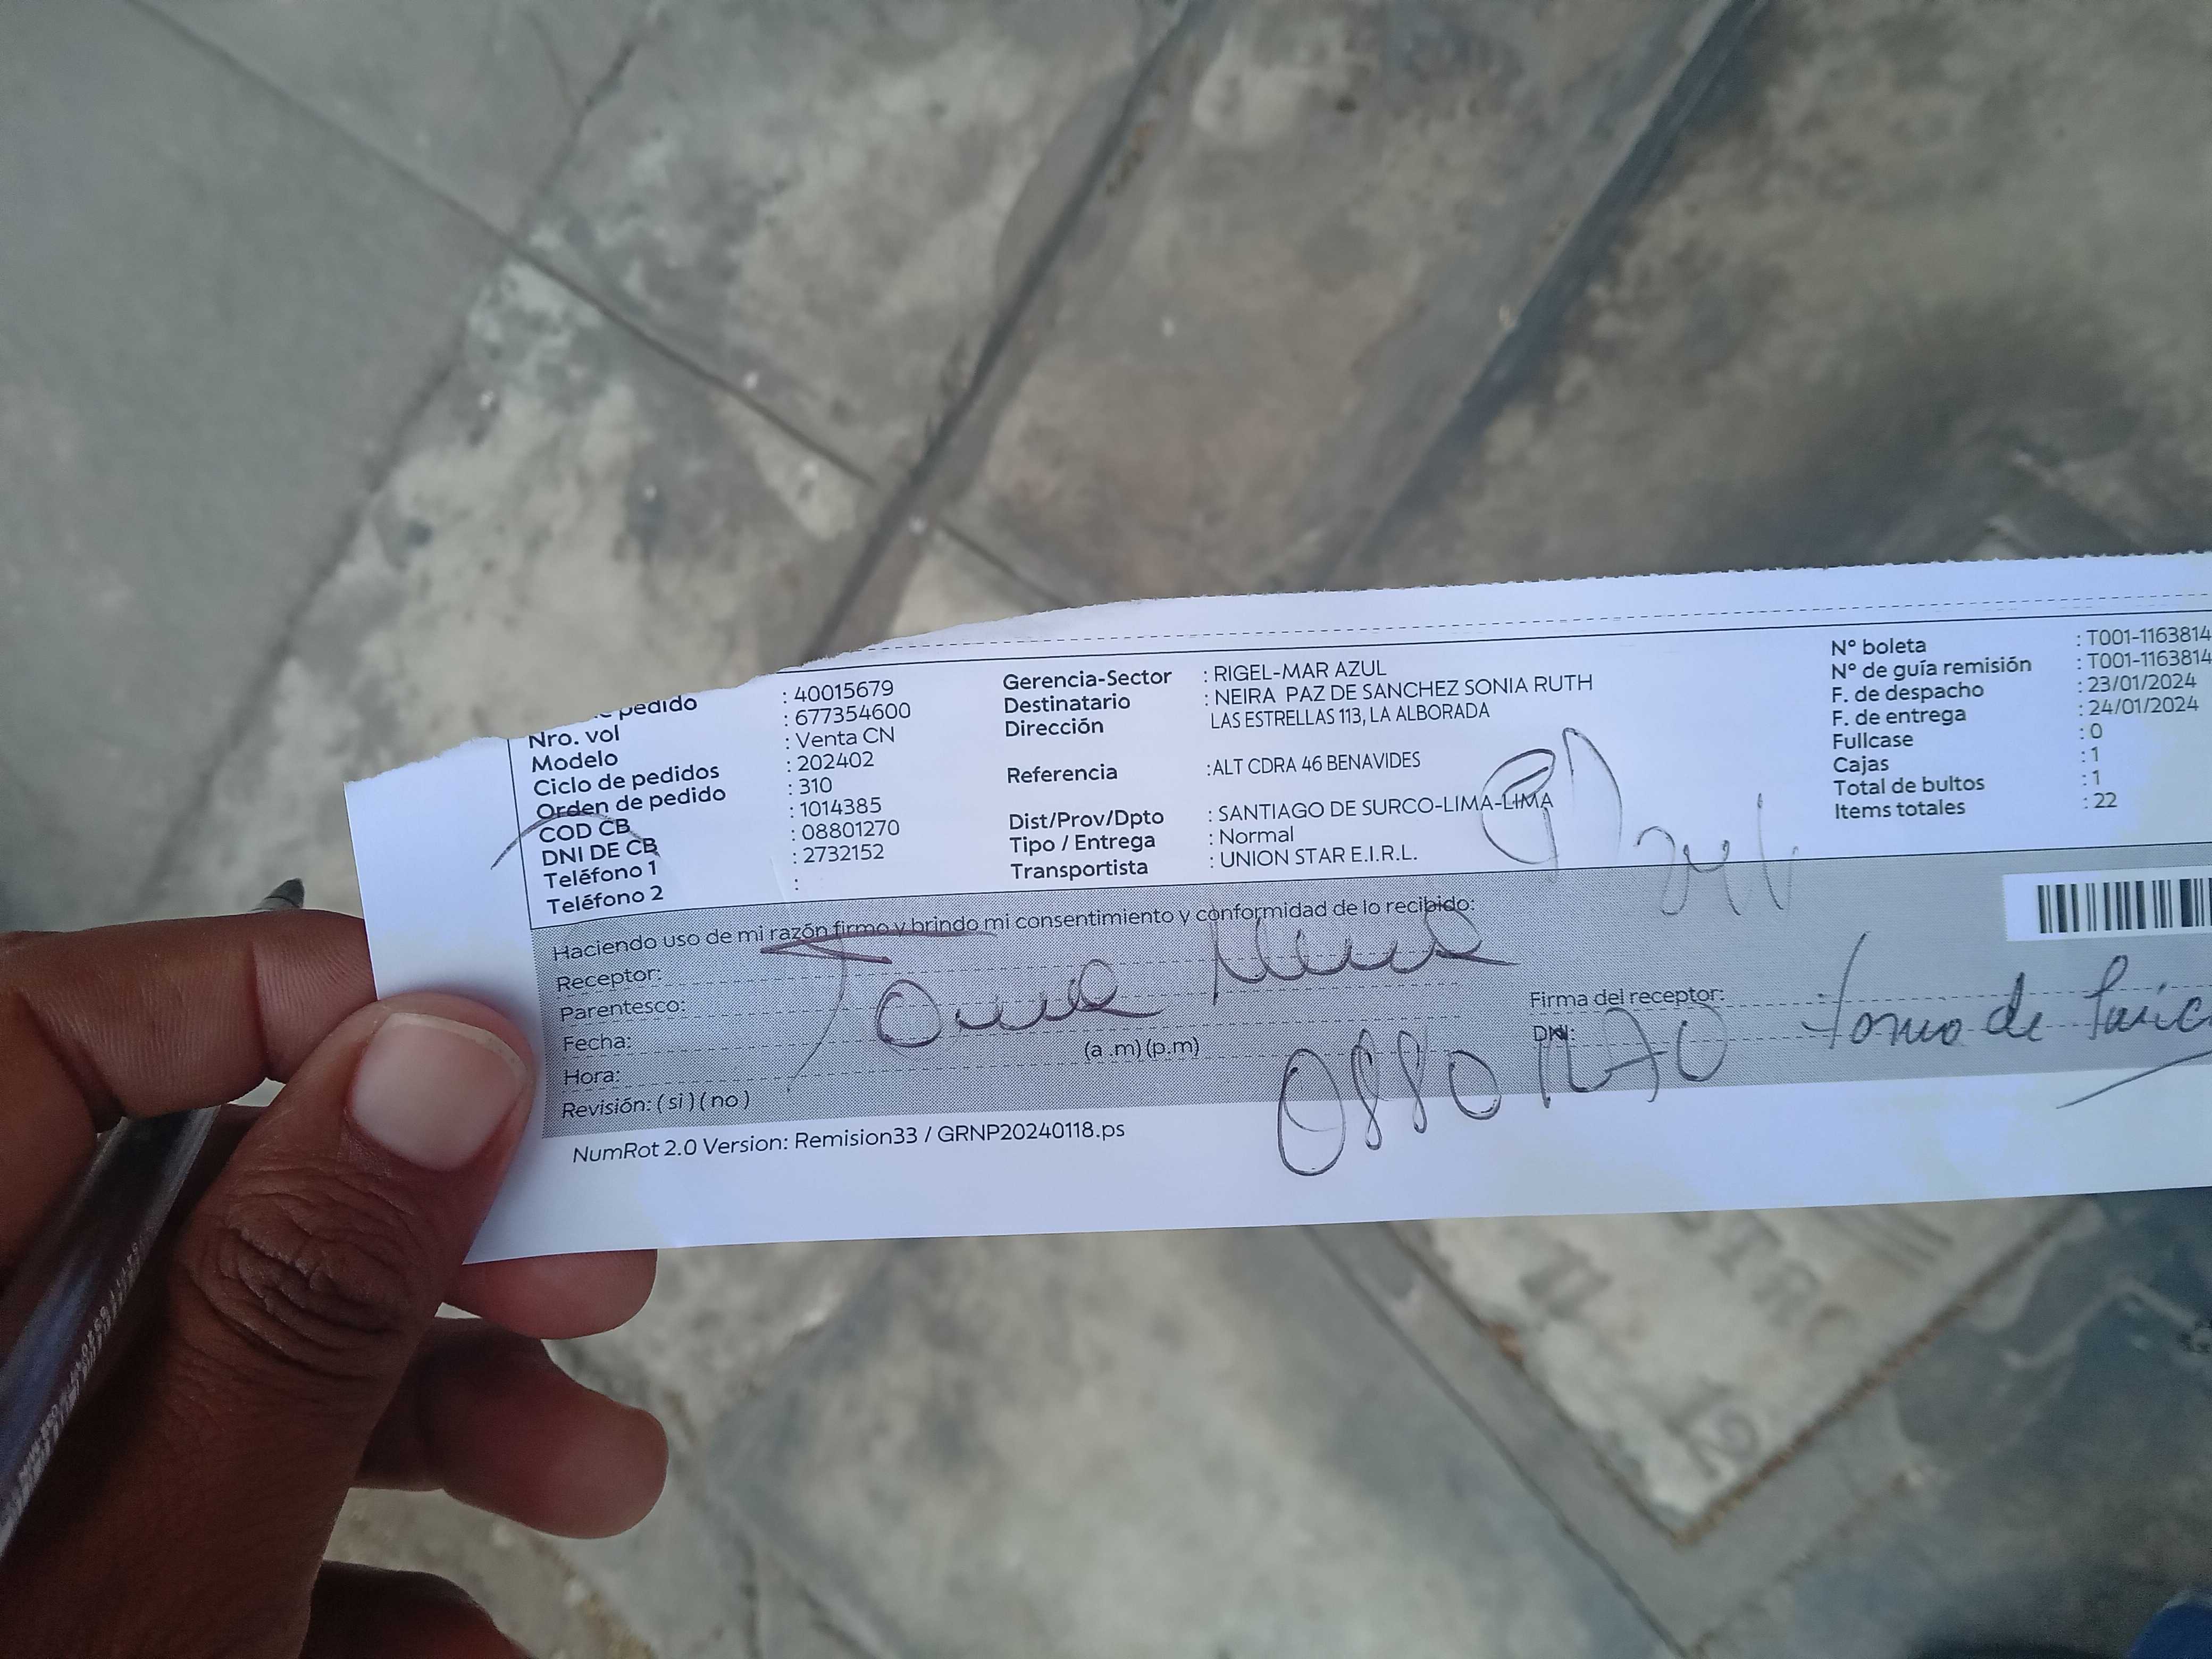 pedido : 40015679
Nro. vol : 677354600
Modelo : Venta CN
Ciclo de pedidos : 202402
Orden de pedido : 310
COD CB : 1014385
DNI DE CB : 08801270
Teléfono 1 : 2732152
Teléfono 2 :
Gerencia-Sector : RIGEL-MAR AZUL
Destinatario : NEIRA PAZ DE SANCHEZ SONIA RUTH
Dirección LAS ESTRELLAS 113, LA ALBORADA
Referencia :ALT CDRA 46 BENAVIDES
Dist/Prov/Dpto : SANTIAGO DE SURCO-LIMA-LIMA
Tipo / Entrega : Normal
Transportista : UNION STAR E.I.R.L.
N° boleta : T001-1163814
N° de guía remisión : T001-1163814
F. de despacho : 23/01/2024
F. de entrega : 24/01/2024
Fullcase : 0
Cajas : 1
Total de bultos : 1
Items totales : 22
Haciendo uso de mi razón firmo y brindo mi consentimiento y conformidad de lo recibido:
Receptor:
Parentesco:
Fecha:
Hora: (a .m) (p.m)
Revisión: ( si ) ( no )
Firma del receptor:
DNI: 08801270
NumRot 2.0 Version: Remision33 / GRNP20240118.ps